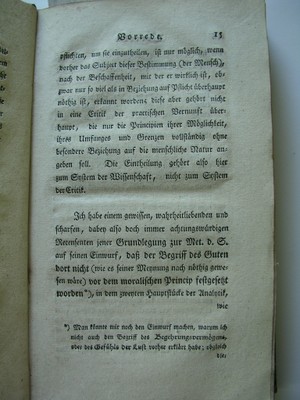 Vorrede. 15
pflichten, um sie einzutheilen, ist nur möglich, wenn
vorher das Subject dieser Bestimmung (der Mensch),
nach der Beschaffenheit, mit der er wirklich ist, ob-
zwar nur so viel als in Beziehung auf Pflicht überhaupt
nöthig ist, erkannt worden; diese aber gehört nicht
in eine Critik der practischen Vernunft über-
haupt, die nur die Principien ihrer Möglichkeit,
ihres Umfanges und Grenzen vollständig ohne
besondere Beziehung auf die menschliche Natur an-
geben soll. Die Eintheilung gehört also hier
zum System der Wissenschaft, nicht zum System
der Critik.
Ich habe einem gewissen, wahrheitliebenden und
scharfen, dabey also doch immer achtungswürdigen
Recensenten jener Grundlegung zur Met. d. S.
auf seinen Einwurf, daß der Begriff des Guten
dort nicht (wie es seiner Meynung nach nöthig gewe-
sen wäre) vor dem moralischen Princip festgesetzt
worden*), in dem zweyten Hauptstücke der Analytik,
wie
*) Man könnte mir noch den Einwurf machen, warum ich
nicht auch den Begriff des Begehrungsvermögens,
oder des Gefühls der Lust vorher erklärt habe; obgleich
die-